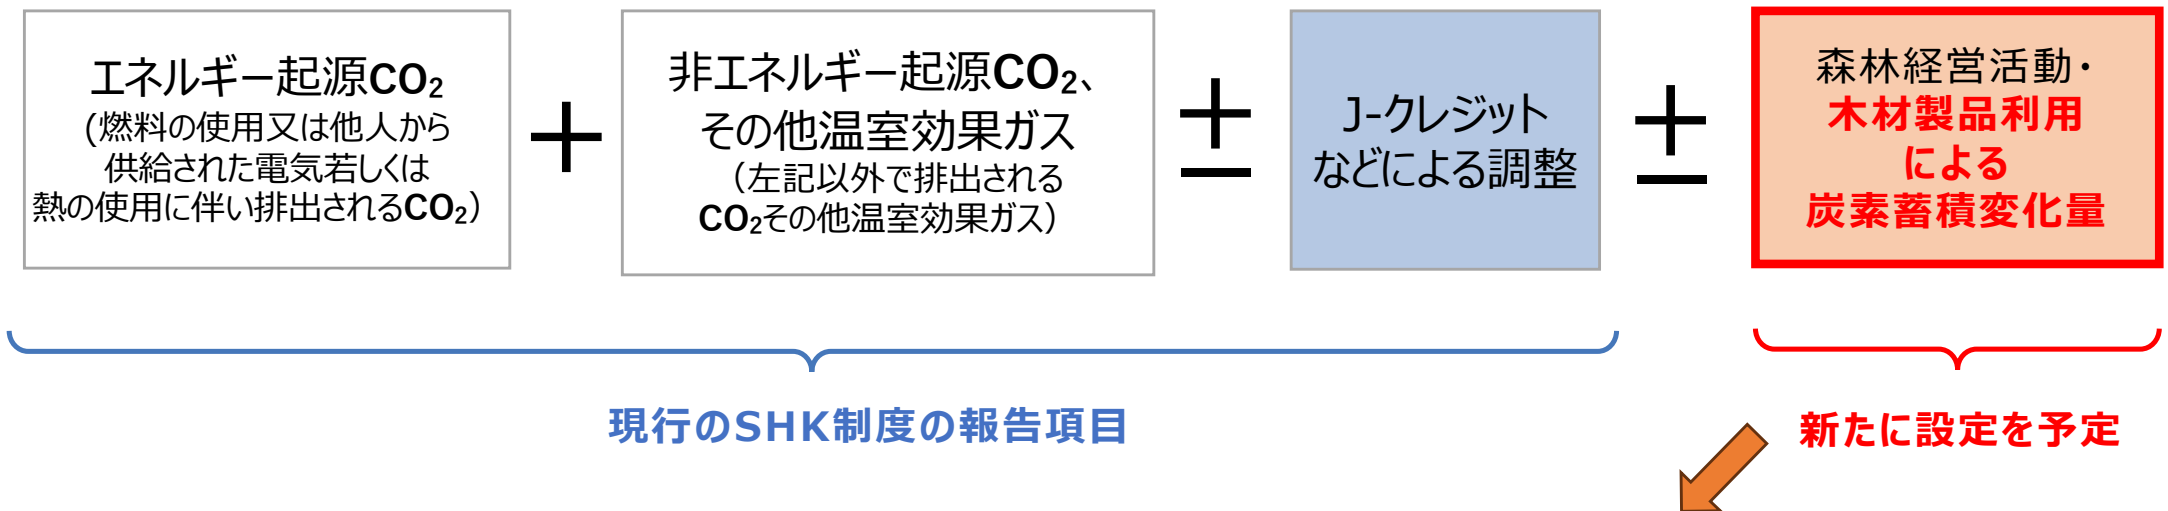 エネルギー起源CO₂
(燃料の使用又は他人から
供給された電気若しくは
熱の使用に伴い排出されるCO₂）
＋
非エネルギー起源CO₂、
その他温室効果ガス
（左記以外で排出される
CO₂その他温室効果ガス）
±
J-クレジット
などによる調整
±
森林経営活動・
木材製品利用
による
炭素蓄積変化量
現行のSHK制度の報告項目
新たに設定を予定